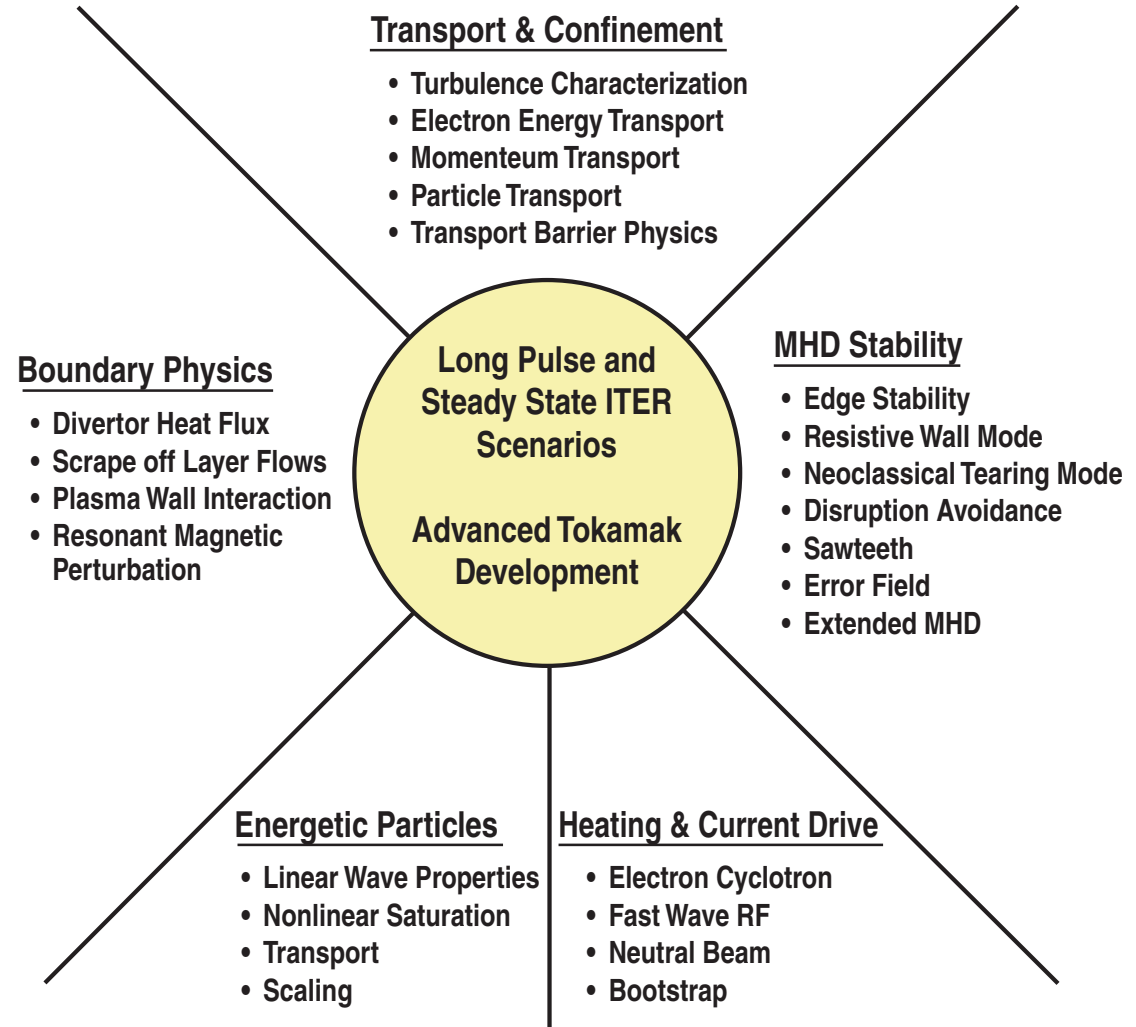 Transport & Confinement
• Turbulence Characterization
• Electron Energy Transport
• Momenteum Transport
• Particle Transport
• Transport Barrier Physics
Boundary Physics
• Divertor Heat Flux
• Scrape off Layer Flows
• Plasma Wall Interaction
• Resonant Magnetic
Perturbation
Long Pulse and
Steady State ITER
Scenarios
Advanced Tokamak
Development
MHD Stability
• Edge Stability
• Resistive Wall Mode
• Neoclassical Tearing Mode
• Disruption Avoidance
• Sawteeth
• Error Field
• Extended MHD
Energetic Particles
• Linear Wave Properties
• Nonlinear Saturation
• Transport
• Scaling
Heating & Current Drive
• Electron Cyclotron
• Fast Wave RF
• Neutral Beam
• Bootstrap